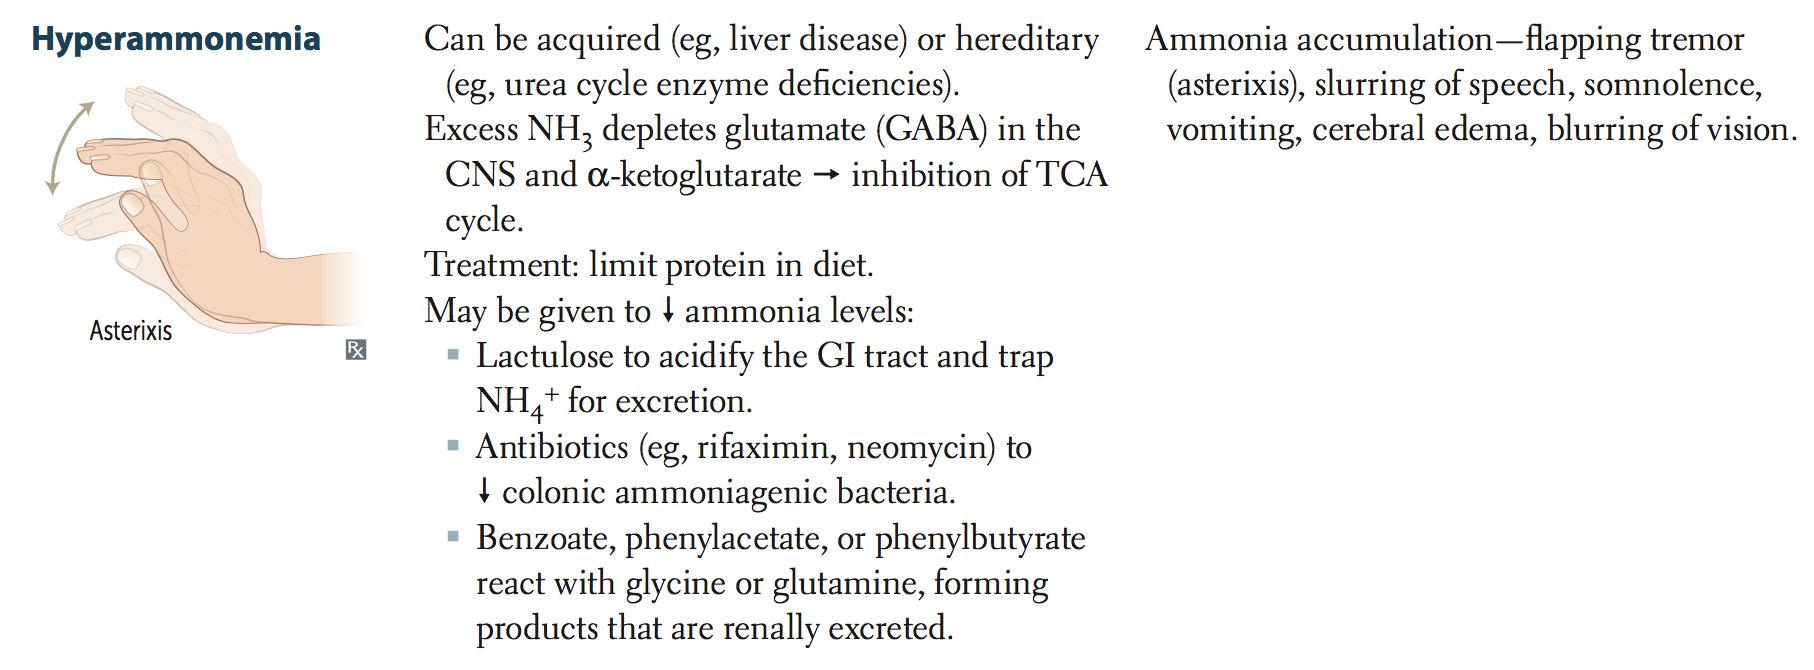 Hyperammonemia
Asterixis
Rx
Can be acquired (eg, liver disease) or hereditary
(eg, urea cycle enzyme deficiencies).
Excess NH₃ depletes glutamate (GABA) in the
CNS and α-ketoglutarate → inhibition of TCA
cycle.
Treatment: limit protein in diet.
May be given to ↓ ammonia levels:
▪ Lactulose to acidify the GI tract and trap
NH₄⁺ for excretion.
▪ Antibiotics (eg, rifaximin, neomycin) to
↓ colonic ammoniagenic bacteria.
▪ Benzoate, phenylacetate, or phenylbutyrate
react with glycine or glutamine, forming
products that are renally excreted.
Ammonia accumulation—flapping tremor
(asterixis), slurring of speech, somnolence,
vomiting, cerebral edema, blurring of vision.